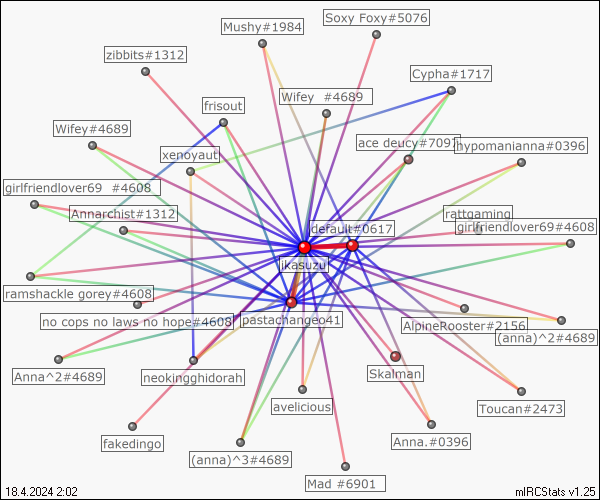 Soxy Foxy#5076
Mushy#1984
zibbits#1312
Cypha#1717
Wifey #4689
frisout
Wifey#4689
ace deucy#7091
hypomanianna#0396
xenoyaut
girlfriendlover69 #4608
Annarchist#1312
rattgaming
default#0617
girlfriendlover69#4608
ikasuzu
ramshackle gorey#4608
no cops no laws no hope#4608
pastachangeo41
AlpineRooster#2156
(anna)^2#4689
Anna^2#4689
neokingghidorah
Skalman
avelicious
Toucan#2473
fakedingo
Anna.#0396
(anna)^3#4689
Mad #6901
18.4.2024 2:02
mIRCStats v1.25